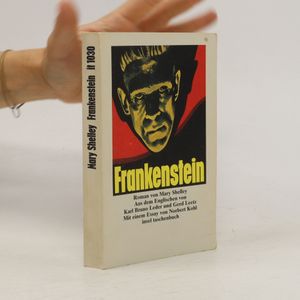 Mary Shelley Frankenstein it 1030
Frankenstein
Roman von Mary Shelley
Aus dem Englischen von
Karl Bruno Leder und Gerd Leetz
Mit einem Essay von Norbert Kohl
insel taschenbuch